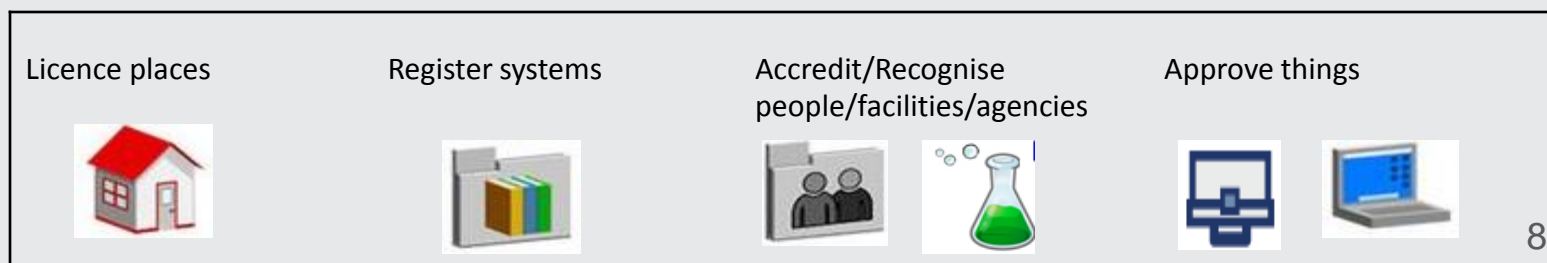 Licence places
Register systems
Accredit/Recognise
people/facilities/agencies
Approve things
8